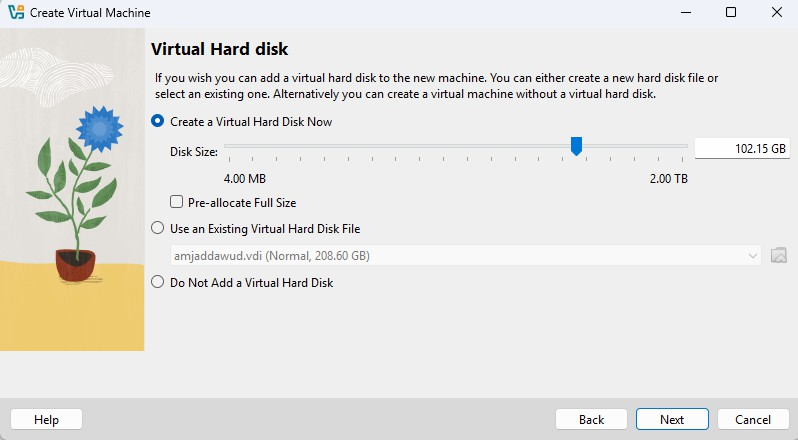 Create Virtual Machine
Virtual Hard disk
If you wish you can add a virtual hard disk to the new machine. You can either create a new hard disk file or
select an existing one. Alternatively you can create a virtual machine without a virtual hard disk.
Create a Virtual Hard Disk Now
Disk Size:
102.15 GB
4.00 MB
2.00 TB
Pre-allocate Full Size
Use an Existing Virtual Hard Disk File
amjaddawud.vdi (Normal, 208.60 GB)
Do Not Add a Virtual Hard Disk
Help
Back
Next
Cancel